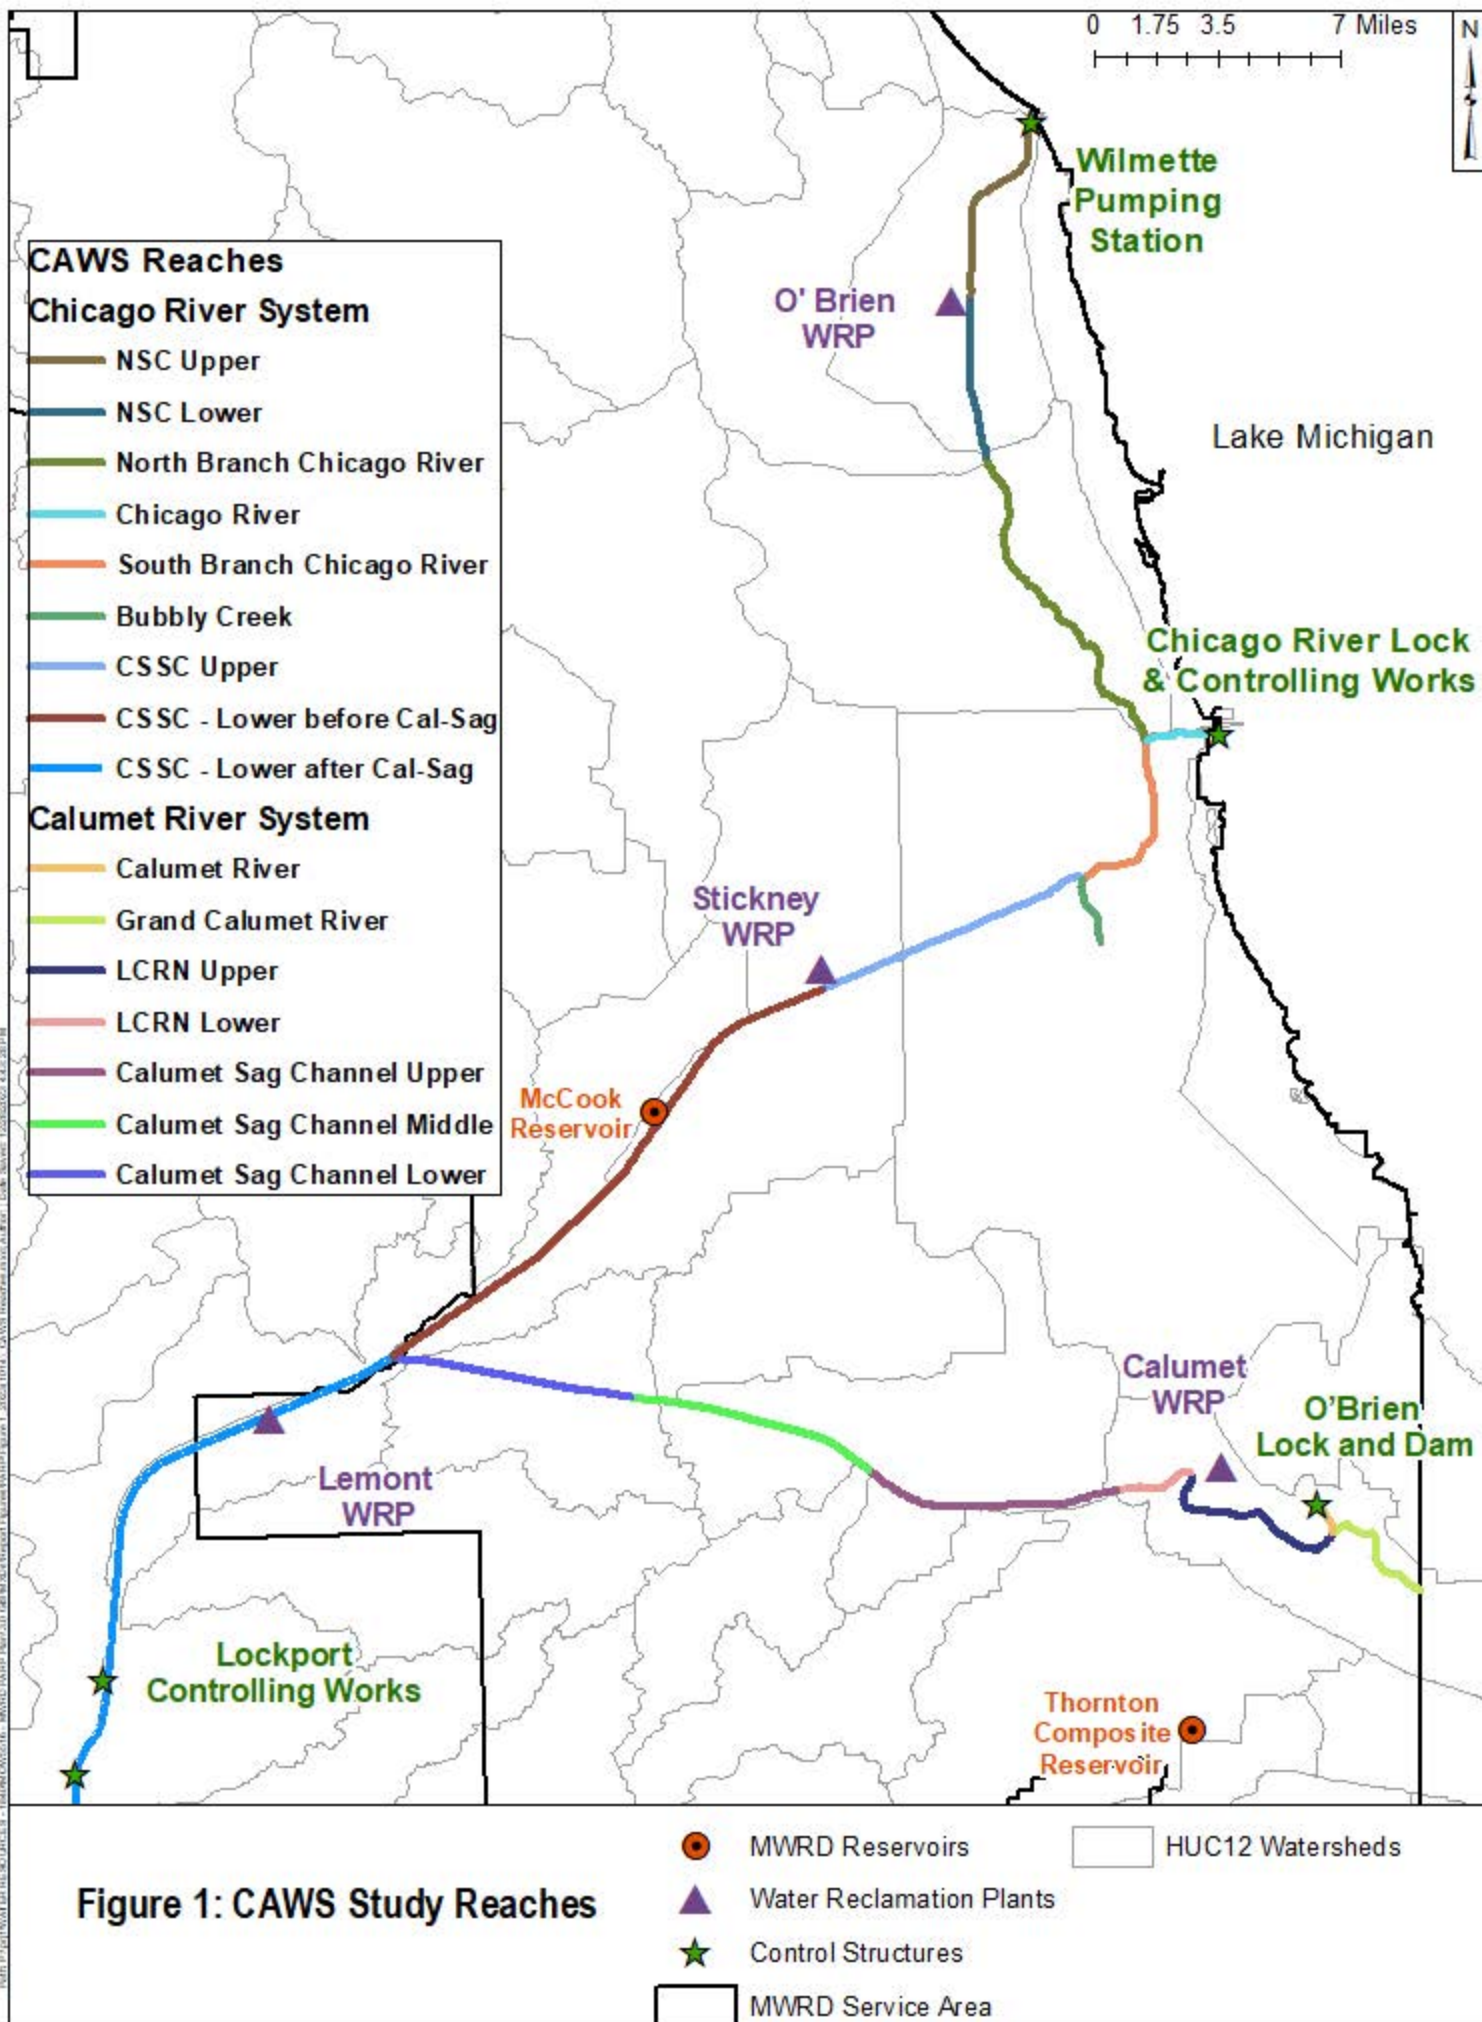 0 1.75 3.5 7 Miles
N
Wilmette
Pumping
Station
O' Brien
WRP
Lake Michigan
CAWS Reaches
Chicago River System
NSC Upper
NSC Lower
North Branch Chicago River
Chicago River
South Branch Chicago River
Bubbly Creek
CSSC Upper
CSSC - Lower before Cal-Sag
CSSC - Lower after Cal-Sag
Calumet River System
Calumet River
Grand Calumet River
LCRN Upper
LCRN Lower
Calumet Sag Channel Upper
Calumet Sag Channel Middle
Calumet Sag Channel Lower
Chicago River Lock
& Controlling Works
Stickney
WRP
McCook
Reservoir
Calumet
WRP
O'Brien
Lock and Dam
Lemont
WRP
Lockport
Controlling Works
Thornton
Composite
Reservoir
Figure 1: CAWS Study Reaches
MWRD Reservoirs
HUC12 Watersheds
Water Reclamation Plants
Control Structures
MWRD Service Area